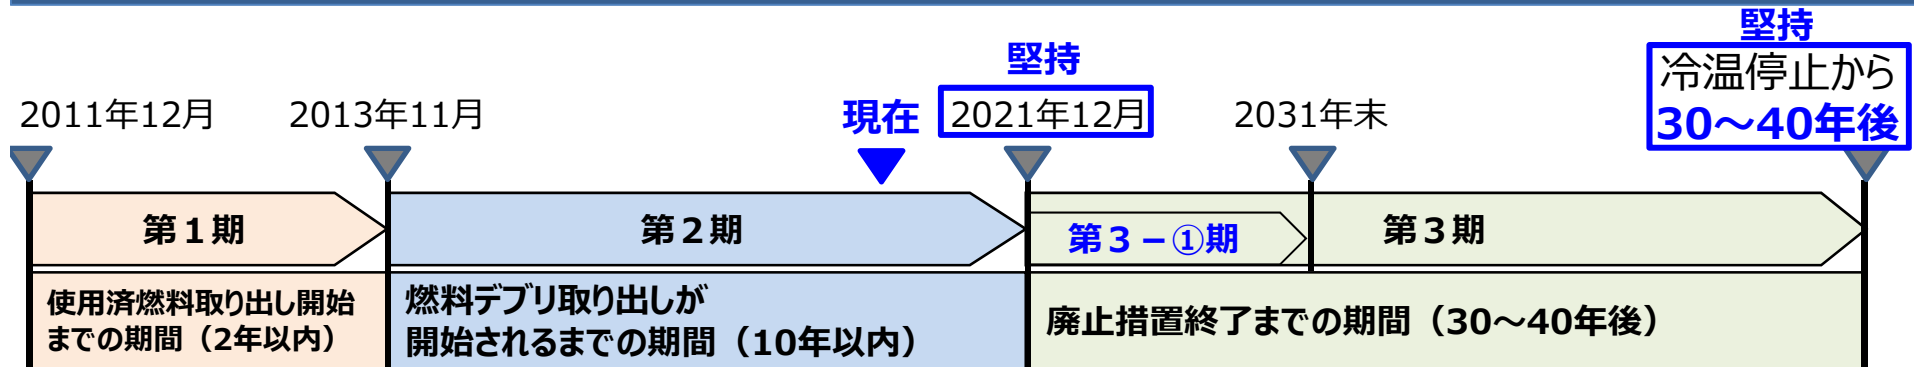 堅持
堅持
冷温停止から
30～40年後
2011年12月
2013年11月
現在
2021年12月
2031年末
第１期
第２期
第３－①期
第３期
使用済燃料取り出し開始
までの期間（2年以内）
燃料デブリ取り出しが
開始されるまでの期間（10年以内）
廃止措置終了までの期間（30～40年後）